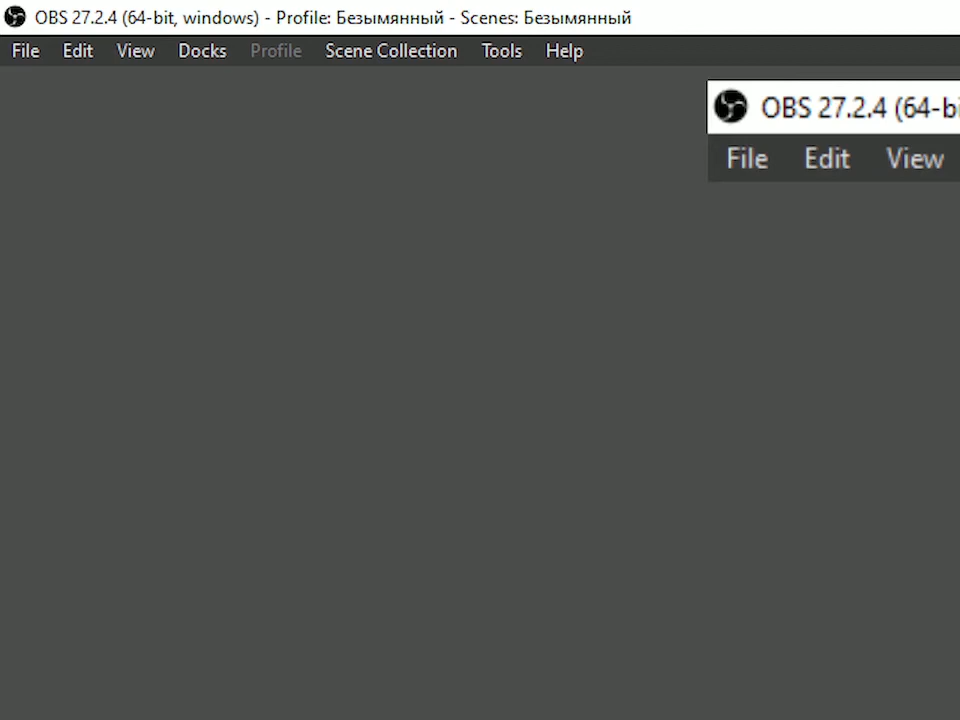 OBS 27.2.4 (64-bit, windows) - Profile: Безымянный - Scenes: Безымянный
File Edit View Docks Profile Scene Collection Tools Help
OBS 27.2.4 (64-bi
File Edit View